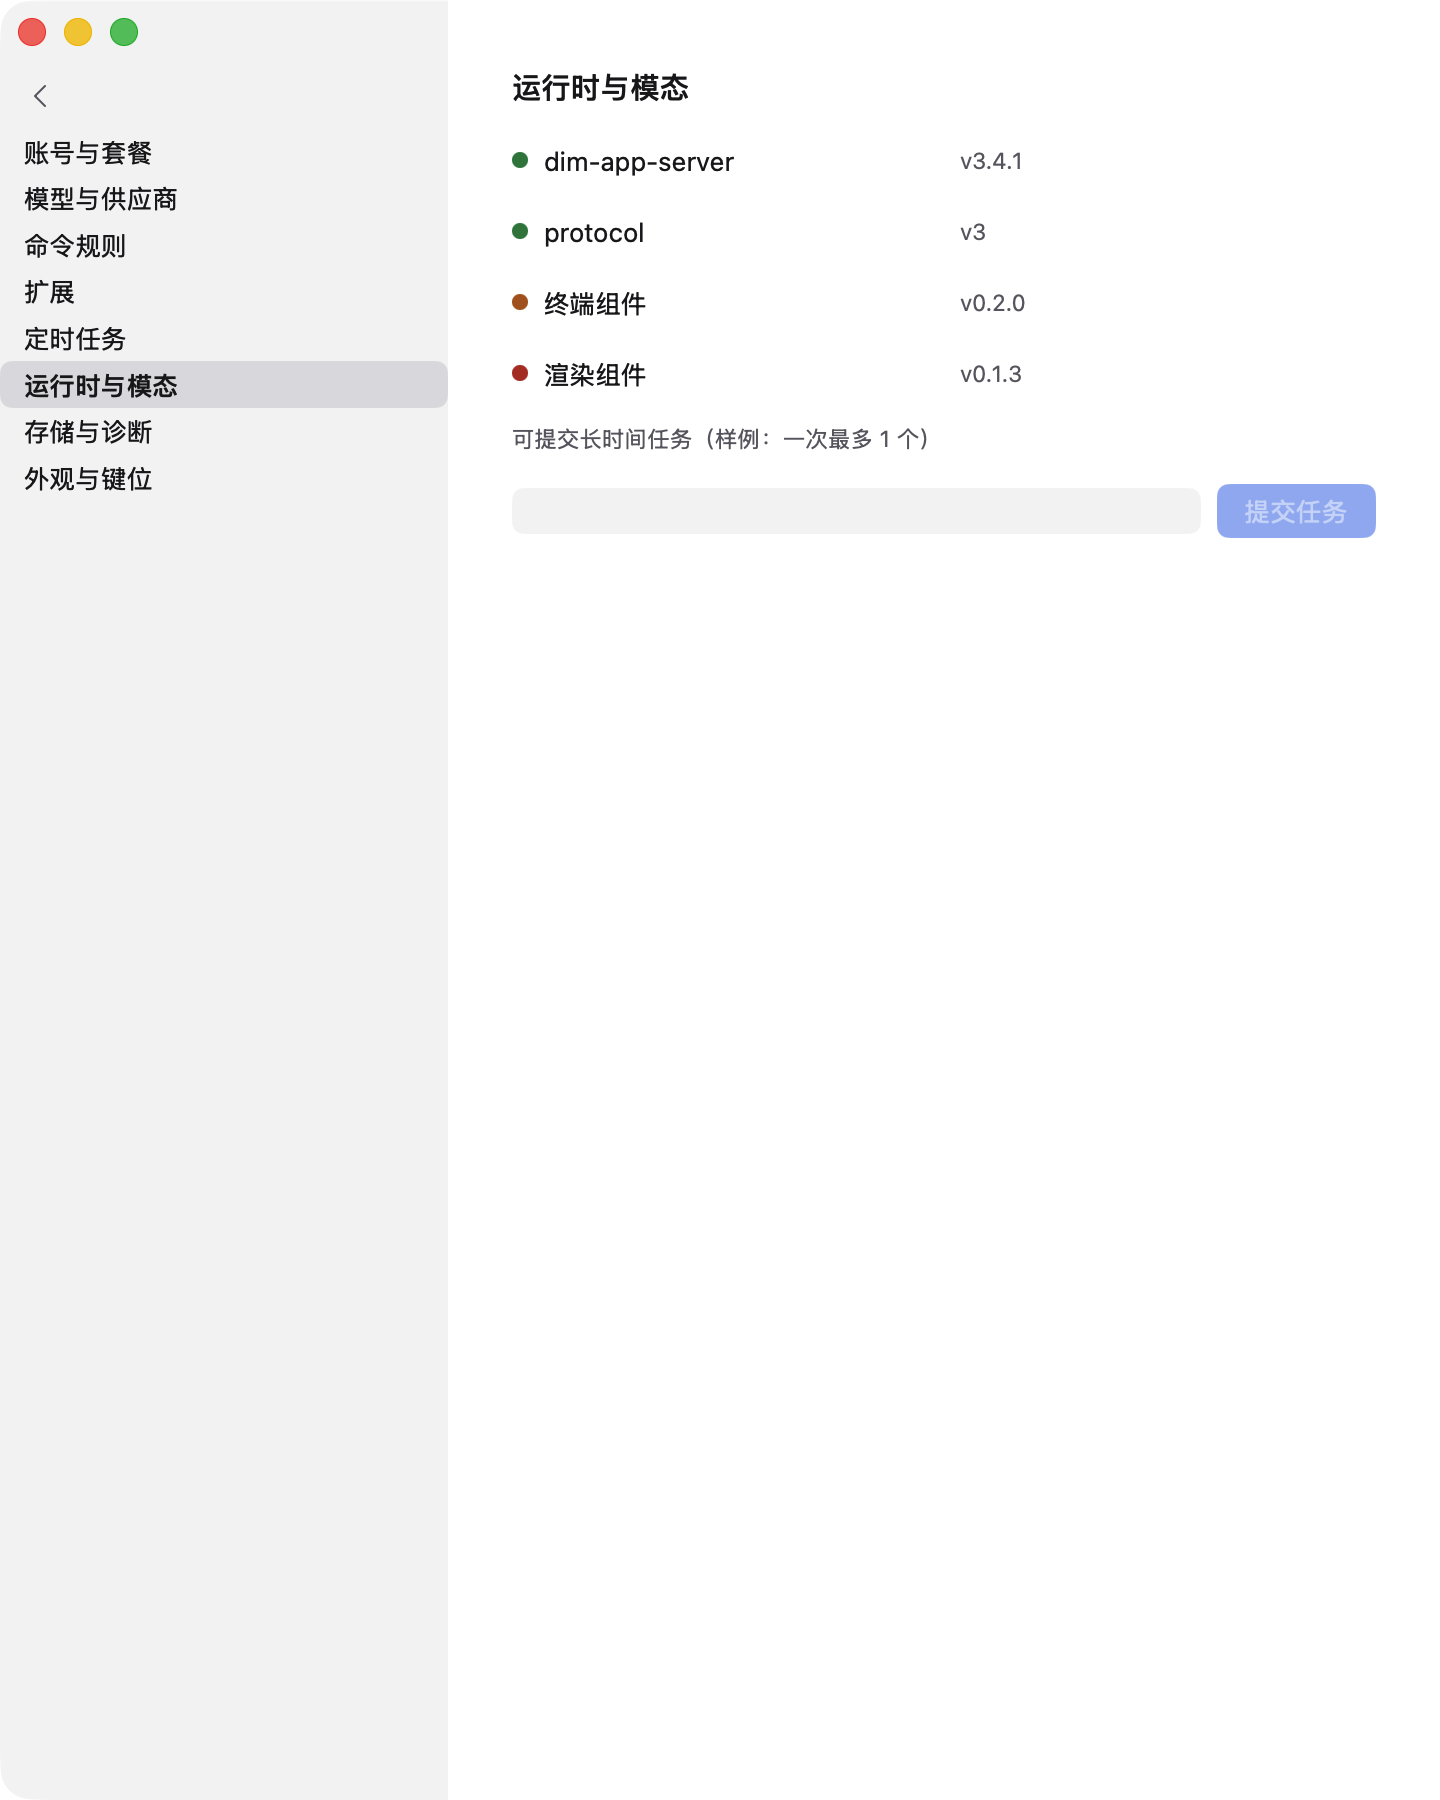 账号与套餐
模型与供应商
命令规则
扩展
定时任务
运行时与模态
存储与诊断
外观与键位
运行时与模态
dim-app-server v3.4.1
protocol v3
终端组件 v0.2.0
渲染组件 v0.1.3
可提交长时间任务（样例：一次最多 1 个）
提交任务